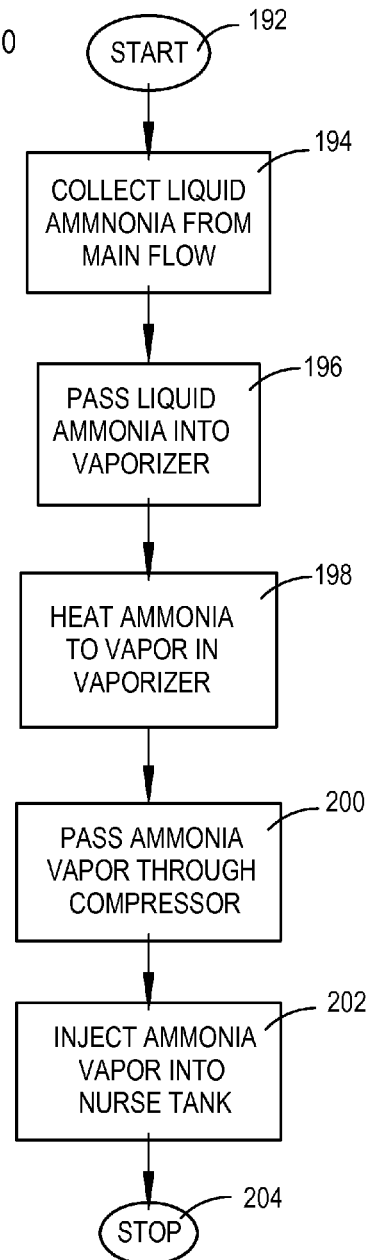 0
START
192
194
COLLECT LIQUID
AMMNONIA FROM
MAIN FLOW
196
PASS LIQUID
AMMONIA INTO
VAPORIZER
198
HEAT AMMONIA
TO VAPOR IN
VAPORIZER
200
PASS AMMONIA
VAPOR THROUGH
COMPRESSOR
202
INJECT AMMONIA
VAPOR INTO
NURSE TANK
204
STOP